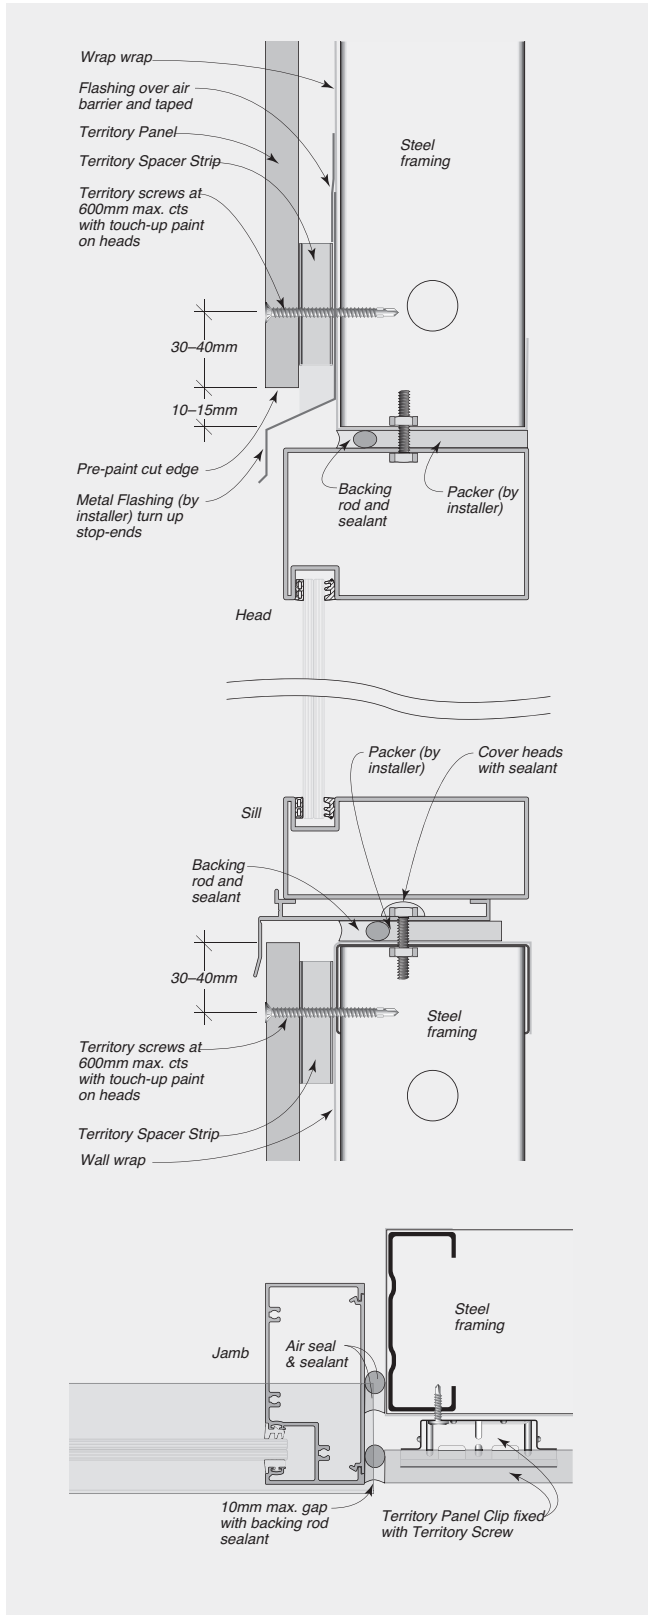 Wrap wrap
Flashing over air
barrier and taped
Territory Panel
Territory Spacer Strip
Territory screws at
600mm max. cts
with touch-up paint
on heads
Steel
framing
30–40mm
10–15mm
Pre-paint cut edge
Metal Flashing (by
installer) turn up
stop-ends
Backing
rod and
sealant
Packer (by
installer)
Head
Packer (by
installer)
Cover heads
with sealant
Sill
Backing
rod and
sealant
30–40mm
Steel
framing
Territory screws at
600mm max. cts
with touch-up paint
on heads
Territory Spacer Strip
Wall wrap
Steel
framing
Jamb
Air seal
& sealant
10mm max. gap
with backing rod
sealant
Territory Panel Clip fixed
with Territory Screw